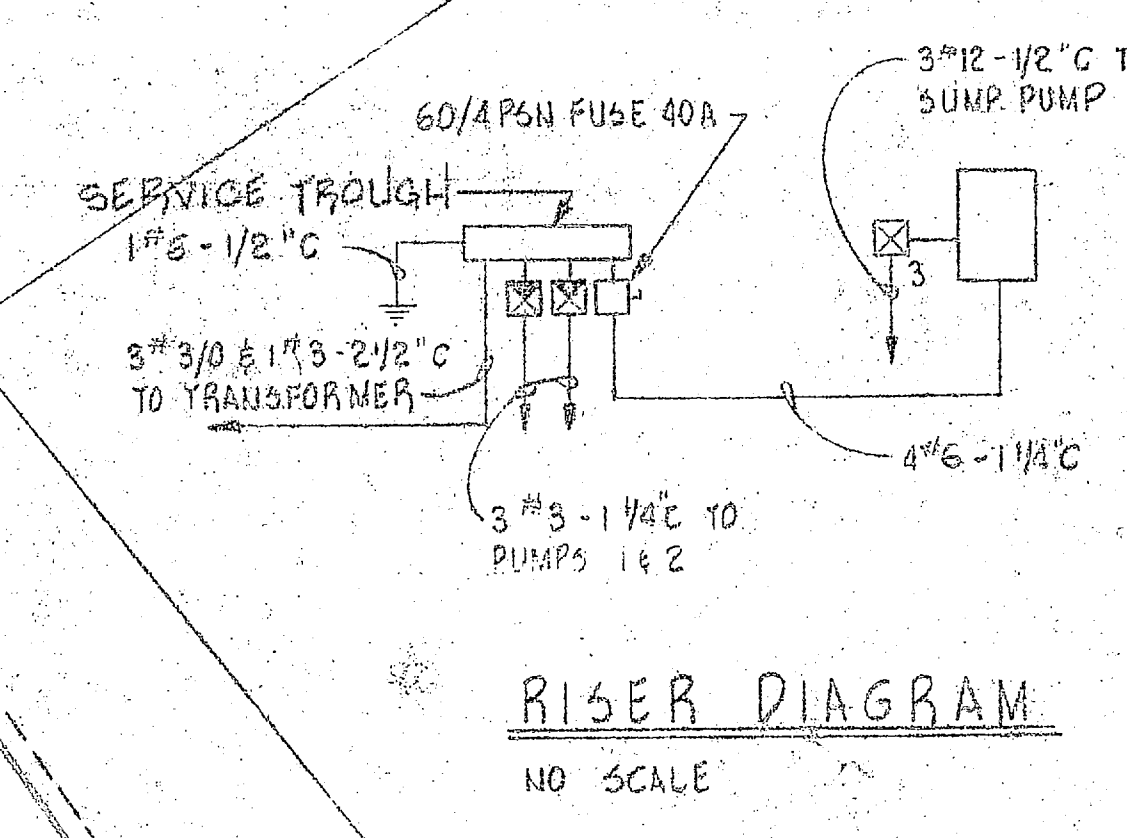 3#12-1/2"C T
SUMP PUMP
60/4PSN FUSE 40A
SERVICE TROUGH
1#6-1/2"C
3
3#3/0 & 1#3-2 1/2"C
TO TRANSFORMER
4#6-1 1/4"C
3#3-1 1/4"C TO
PUMPS 1 & 2
RISER DIAGRAM
NO SCALE